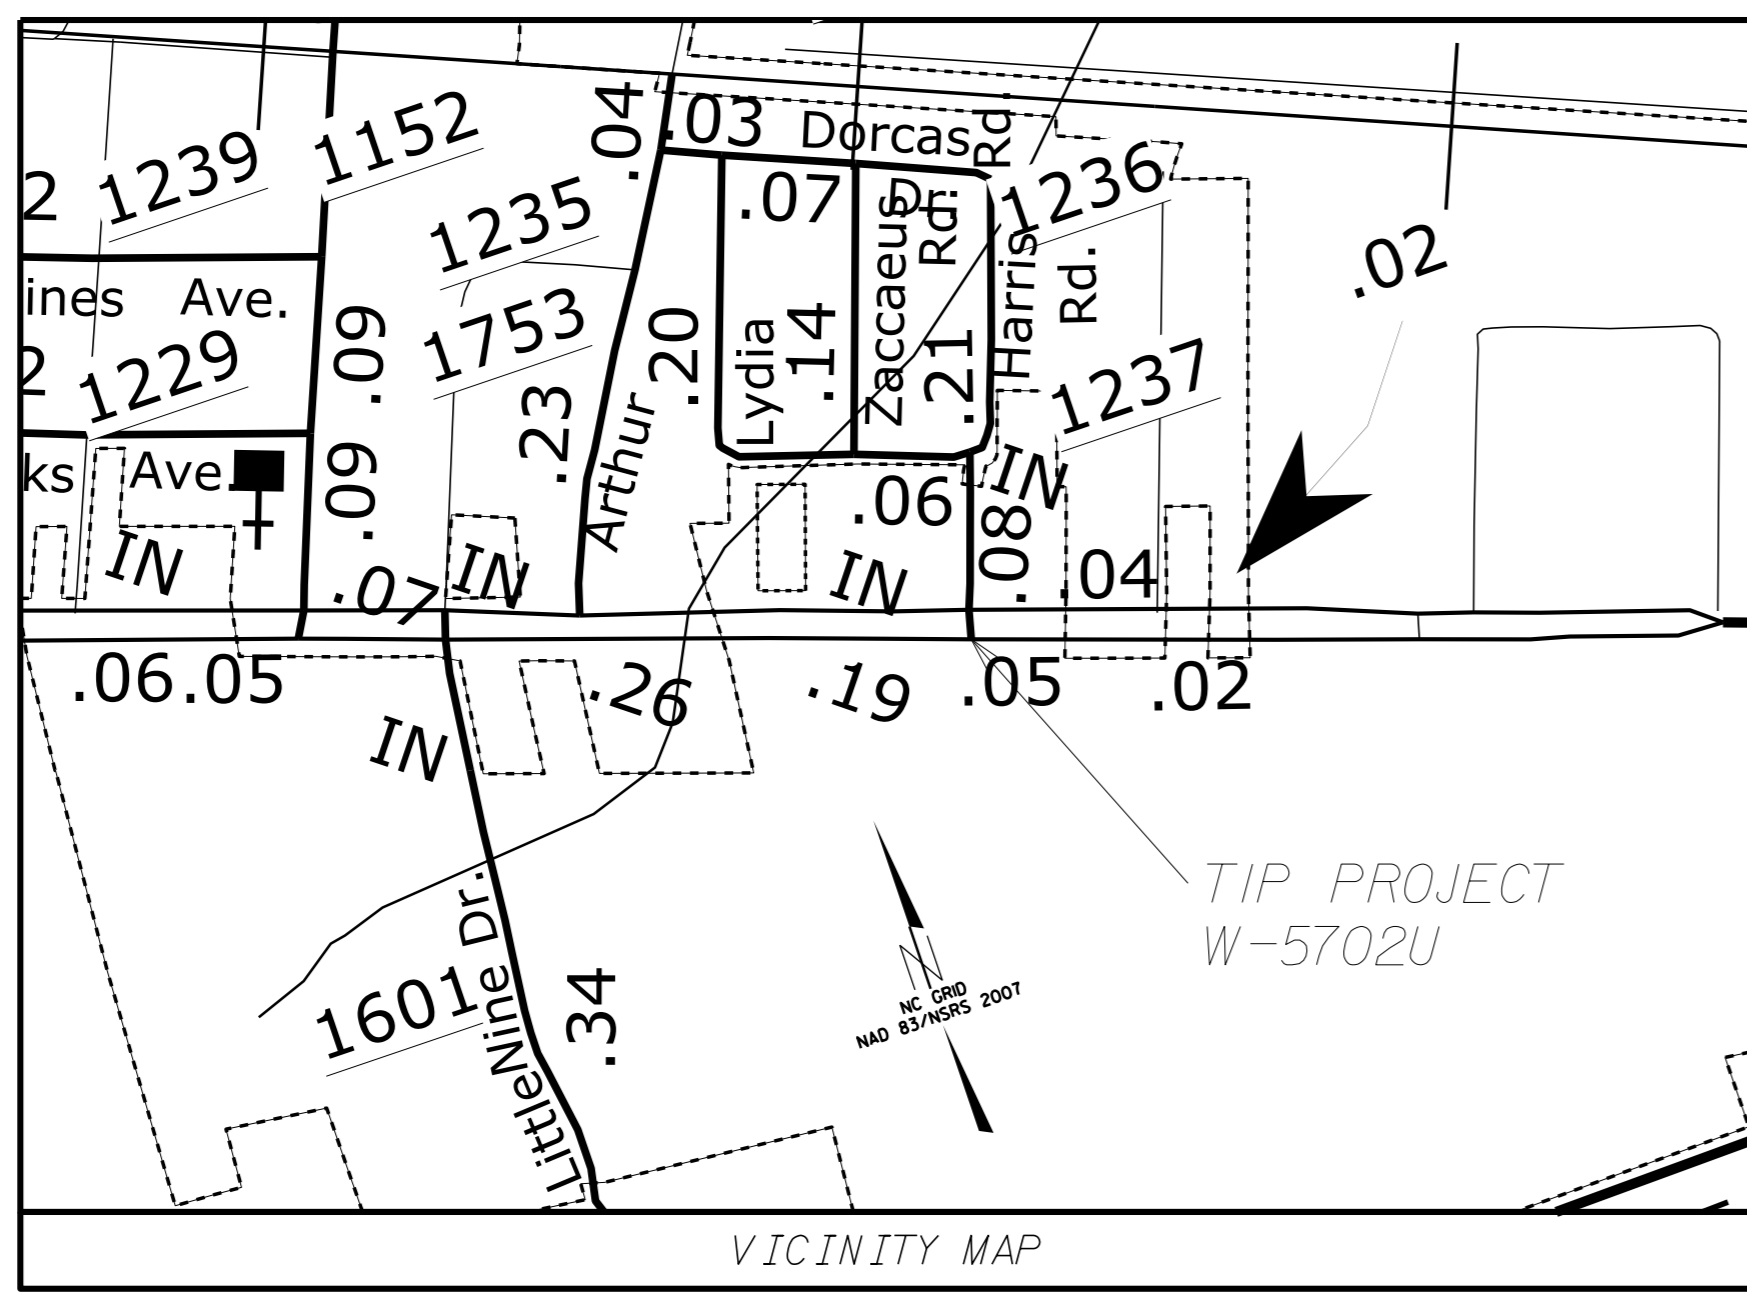 .04
.03
Dorcas
Rd.
1152
1239
1236
2
1235
.07
Zaccaeus
Dr.
Rd.
Harris
Rd.
.02
ines Ave.
1753
.09
.20
Lydia
.14
.21
1237
2
1229
.23
Arthur
ks Ave.
.09
IN
.06
.08
IN
IN
IN
.07
.04
.06
.05
.26
.19
.05
.02
IN
TIP PROJECT
W-5702U
Little Nine Dr.
1601
.34
N
NC GRID
NAD 83/NSRS 2007
VICINITY MAP